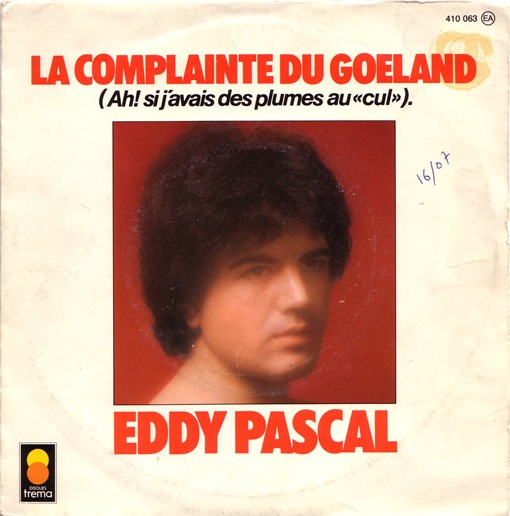 410 063 EA
LA COMPLAINTE DU GOELAND
(Ah! si j'avais des plumes au «cul»).
16/07
EDDY PASCAL
DISQUES
trema